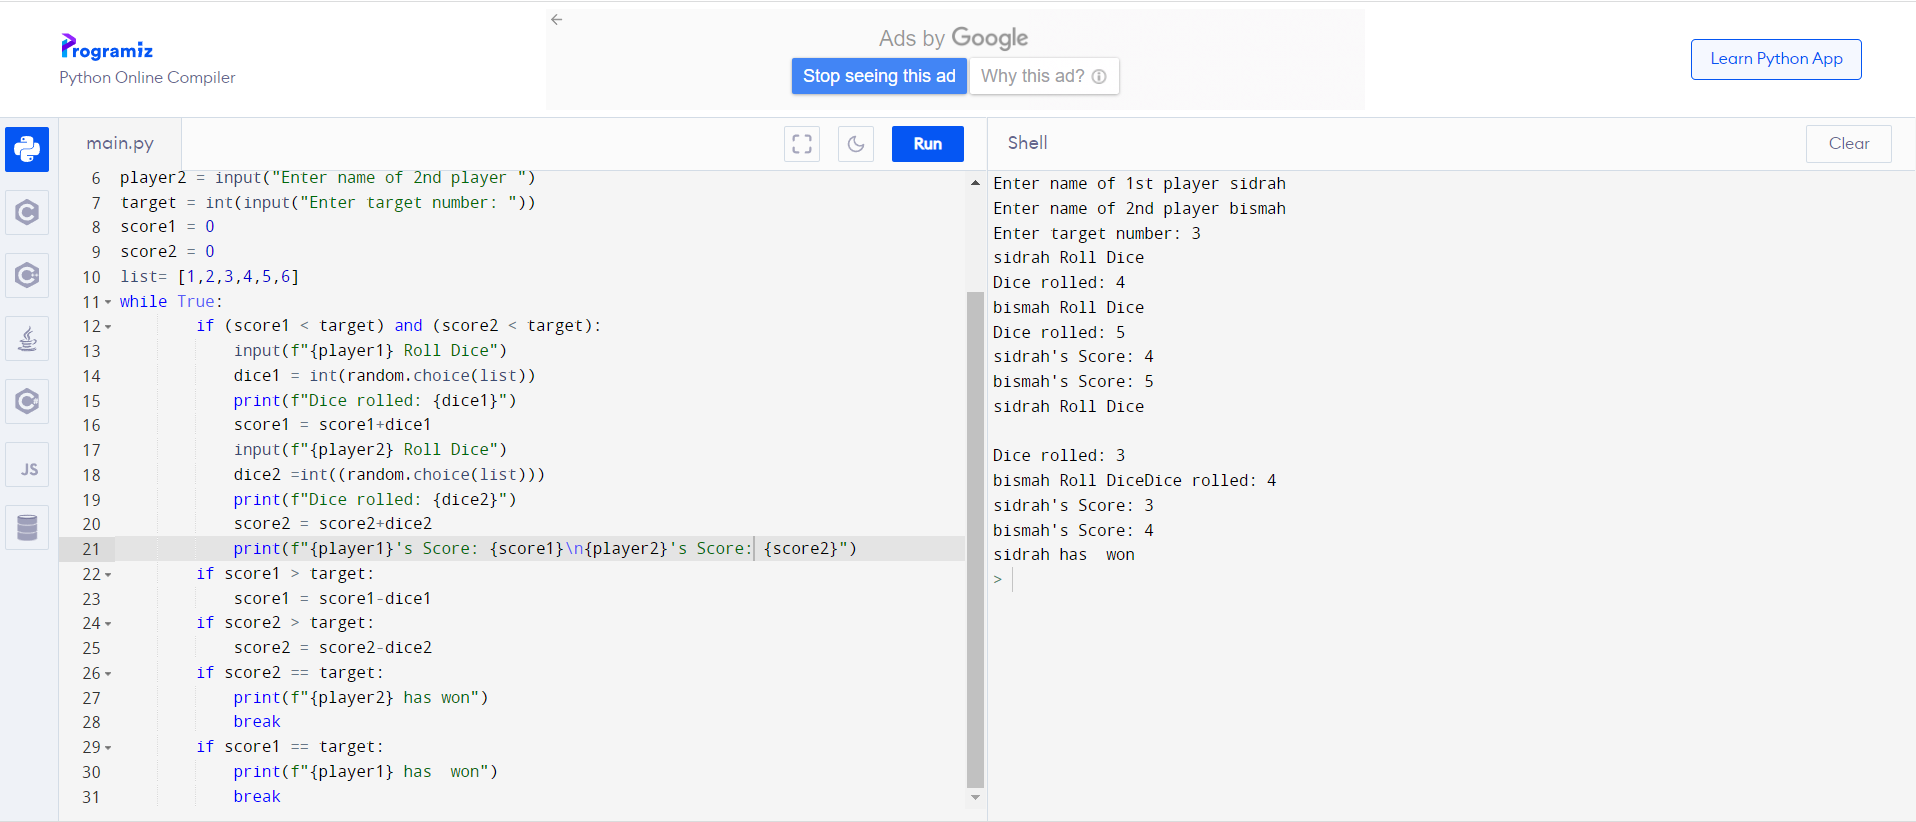 Programiz
Python Online Compiler
Ads by Google
Stop seeing this ad
Why this ad?
Learn Python App
main.py
Run
Shell
Clear
JS
6 player2 = input("Enter name of 2nd player ")
7 target = int(input("Enter target number: "))
8 score1 = 0
9 score2 = 0
10 list= [1,2,3,4,5,6]
11 while True:
12 if (score1 < target) and (score2 < target):
13 input(f"{player1} Roll Dice")
14 dice1 = int(random.choice(list))
15 print(f"Dice rolled: {dice1}")
16 score1 = score1+dice1
17 input(f"{player2} Roll Dice")
18 dice2 =int((random.choice(list)))
19 print(f"Dice rolled: {dice2}")
20 score2 = score2+dice2
21 print(f"{player1}'s Score: {score1}\n{player2}'s Score: {score2}")
22 if score1 > target:
23 score1 = score1-dice1
24 if score2 > target:
25 score2 = score2-dice2
26 if score2 == target:
27 print(f"{player2} has won")
28 break
29 if score1 == target:
30 print(f"{player1} has  won")
31 break
Enter name of 1st player sidrah
Enter name of 2nd player bismah
Enter target number: 3
sidrah Roll Dice
Dice rolled: 4
bismah Roll Dice
Dice rolled: 5
sidrah's Score: 4
bismah's Score: 5
sidrah Roll Dice
Dice rolled: 3
bismah Roll DiceDice rolled: 4
sidrah's Score: 3
bismah's Score: 4
sidrah has  won
>